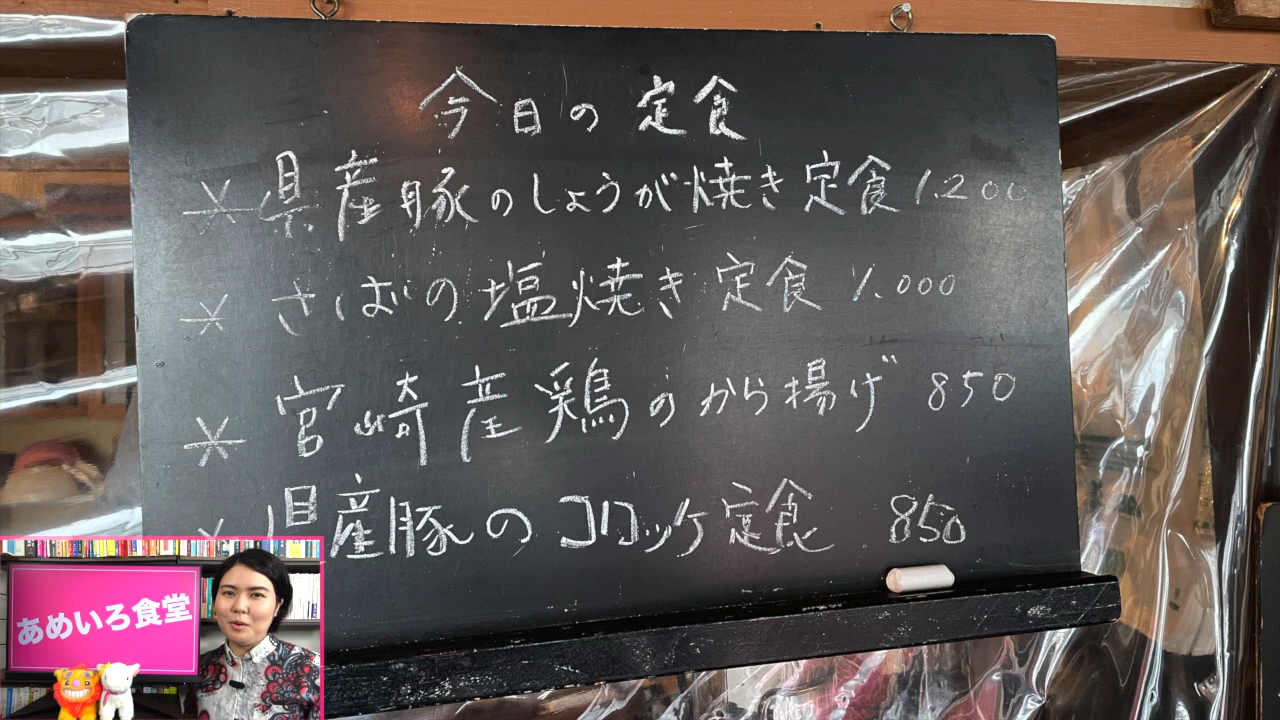 今日の定食
* 県産豚のしょうが焼き定食 1.200
* さばの塩焼き定食 1.000
* 宮崎産鶏のから揚げ 850
* 県産豚のコロッケ定食 850
あめいろ食堂